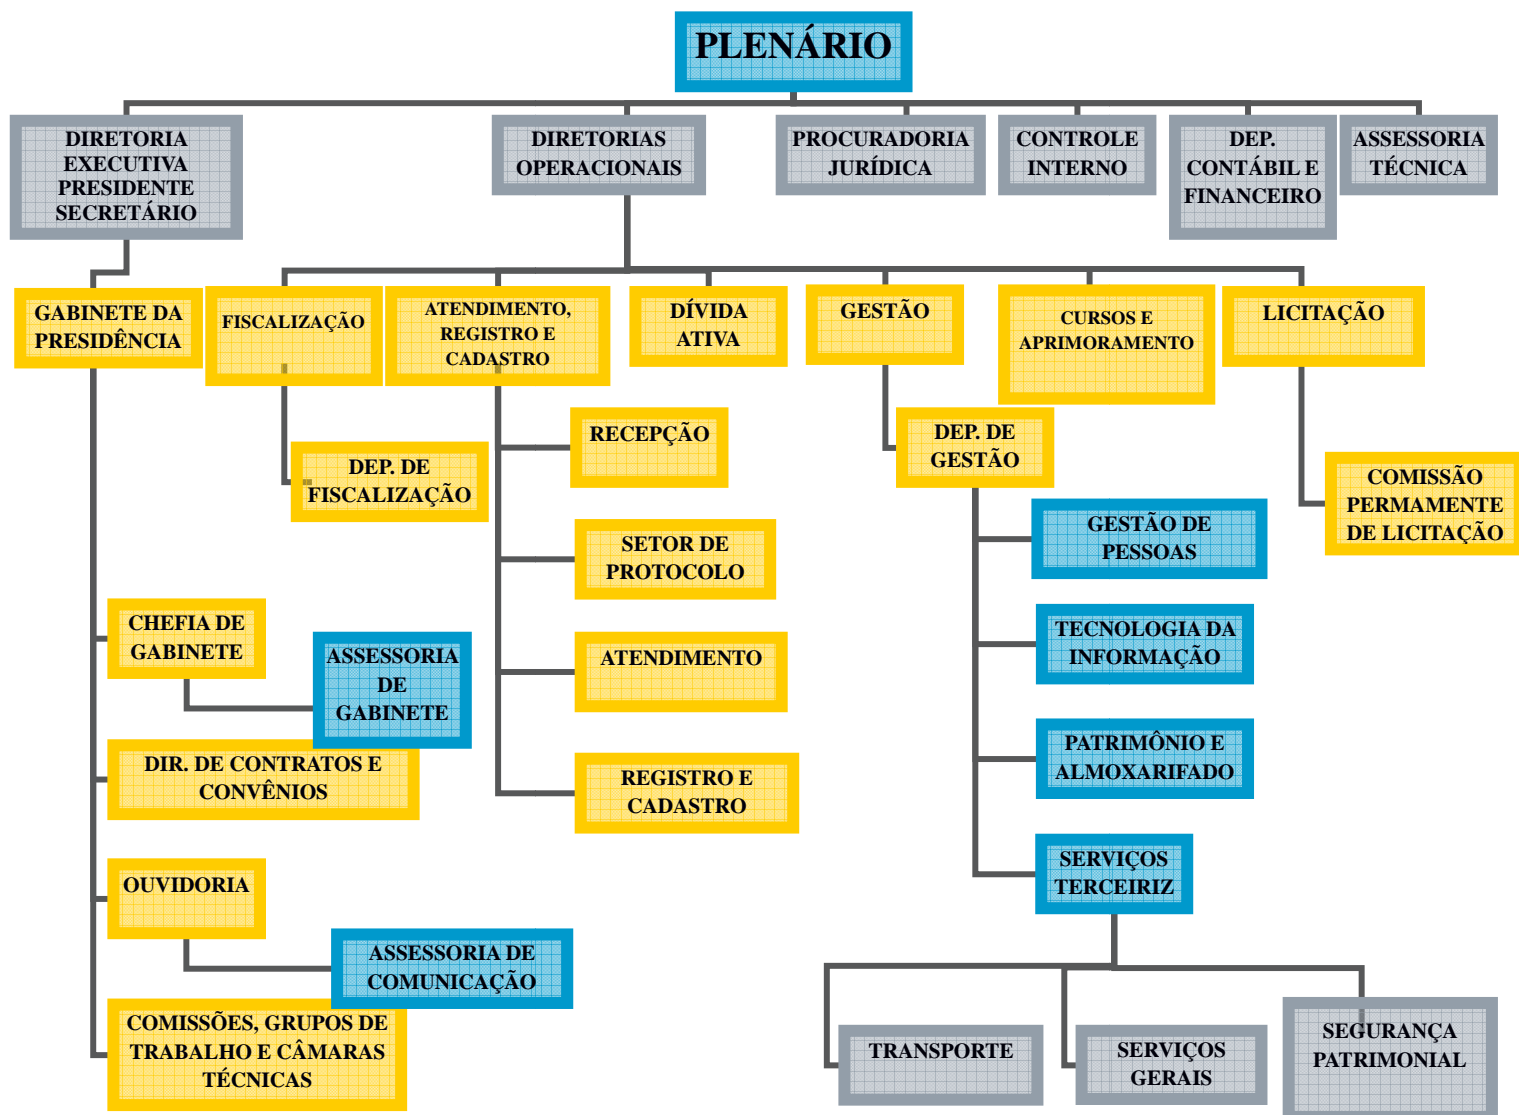 PLENÁRIO
DIRETORIA
EXECUTIVA
PRESIDENTE
SECRETÁRIO
DIRETORIAS
OPERACIONAIS
PROCURADORIA
JURÍDICA
CONTROLE
INTERNO
DEP.
CONTÁBIL E
FINANCEIRO
ASSESSORIA
TÉCNICA
GABINETE DA
PRESIDÊNCIA
FISCALIZAÇÃO
ATENDIMENTO,
REGISTRO E
CADASTRO
DÍVIDA
ATIVA
GESTÃO
CURSOS E
APRIMORAMENTO
LICITAÇÃO
DEP. DE
FISCALIZAÇÃO
RECEPÇÃO
DEP. DE
GESTÃO
COMISSÃO
PERMAMENTE
DE LICITAÇÃO
SETOR DE
PROTOCOLO
GESTÃO DE
PESSOAS
CHEFIA DE
GABINETE
ASSESSORIA
DE
GABINETE
ATENDIMENTO
TECNOLOGIA DA
INFORMAÇÃO
DIR. DE CONTRATOS E
CONVÊNIOS
REGISTRO E
CADASTRO
PATRIMÔNIO E
ALMOXARIFADO
OUVIDORIA
SERVIÇOS
TERCEIRIZ
ASSESSORIA DE
COMUNICAÇÃO
COMISSÕES, GRUPOS DE
TRABALHO E CÂMARAS
TÉCNICAS
TRANSPORTE
SERVIÇOS
GERAIS
SEGURANÇA
PATRIMONIAL